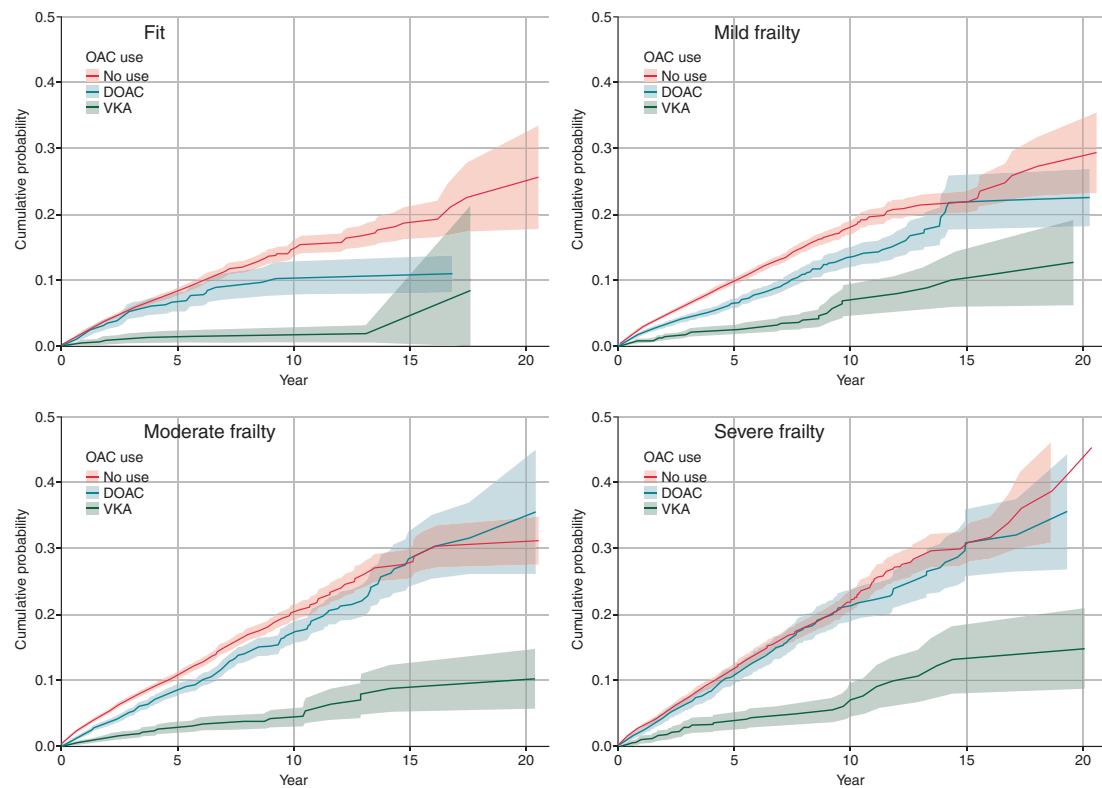 Fit
OAC use
No use
DOAC
VKA
Cumulative probability
0.5
0.4
0.3
0.2
0.1
0.0
0 5 10 15 20
Year
Mild frailty
OAC use
No use
DOAC
VKA
Cumulative probability
0.5
0.4
0.3
0.2
0.1
0.0
0 5 10 15 20
Year
Moderate frailty
OAC use
No use
DOAC
VKA
Cumulative probability
0.5
0.4
0.3
0.2
0.1
0.0
0 5 10 15 20
Year
Severe frailty
OAC use
No use
DOAC
VKA
Cumulative probability
0.5
0.4
0.3
0.2
0.1
0.0
0 5 10 15 20
Year